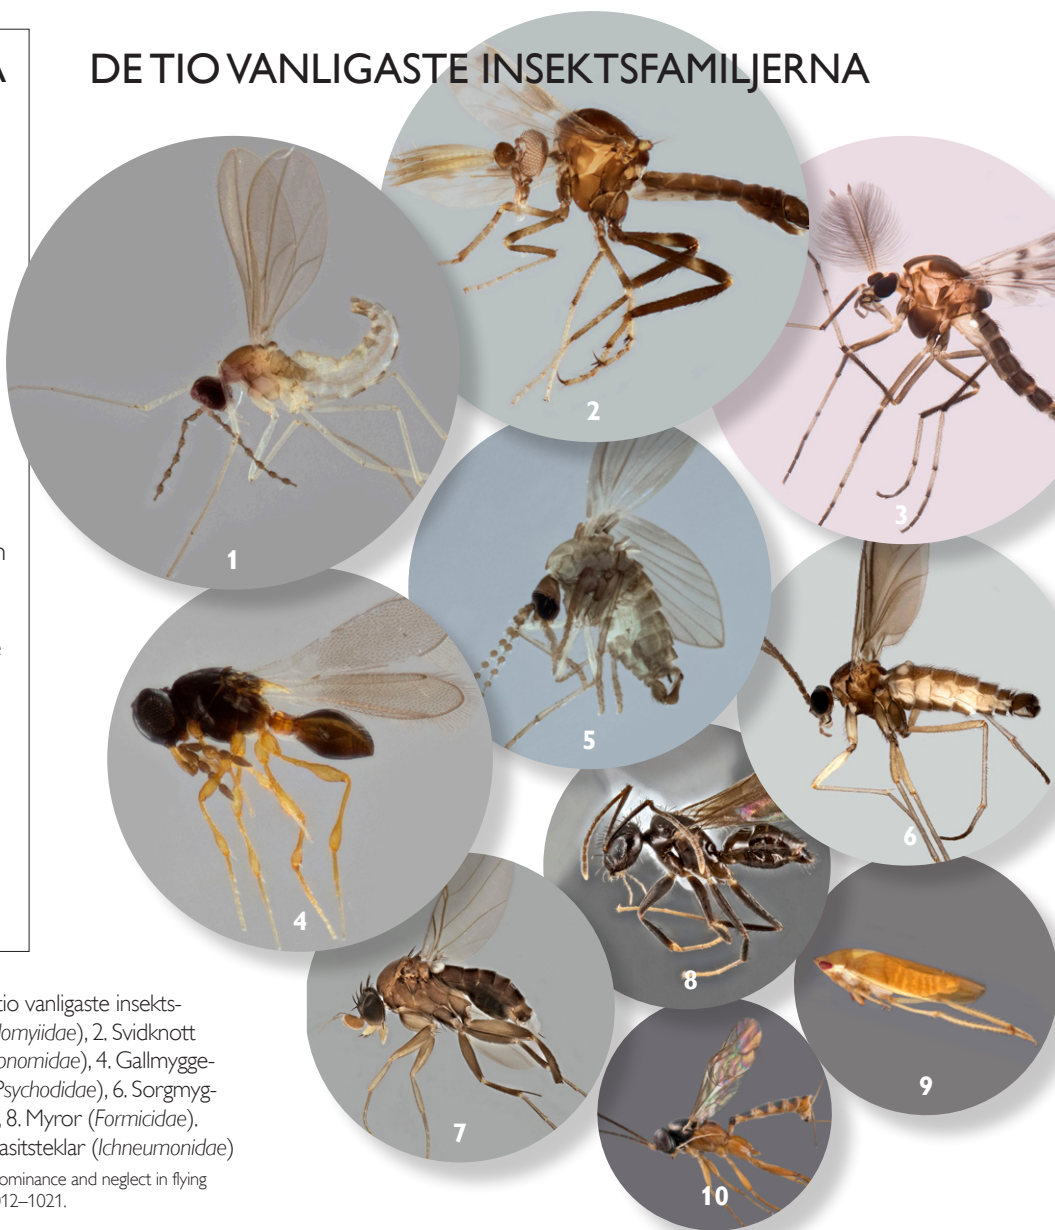 DE TIO VANLIGASTE INSEKTSFAMILJERNA
1
2
3
4
5
6
7
8
9
10
tio vanligaste insekts-
lomyiidae), 2. Svidknott
onomidae), 4. Gallmygge-
Psychodidae), 6. Sorgmyg-
, 8. Myror (Formicidae).
asitsteklar (Ichneumonidae)
ominance and neglect in flying
012–1021.